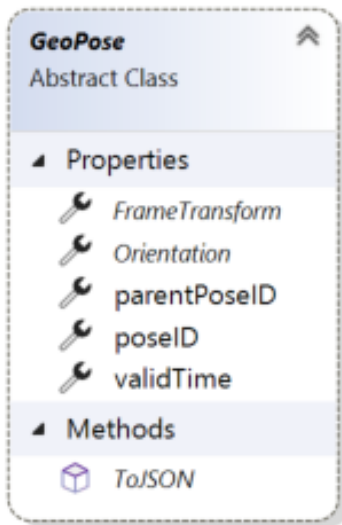 GeoPose
Abstract Class
Properties
FrameTransform
Orientation
parentPoseID
poseID
validTime
Methods
ToJSON